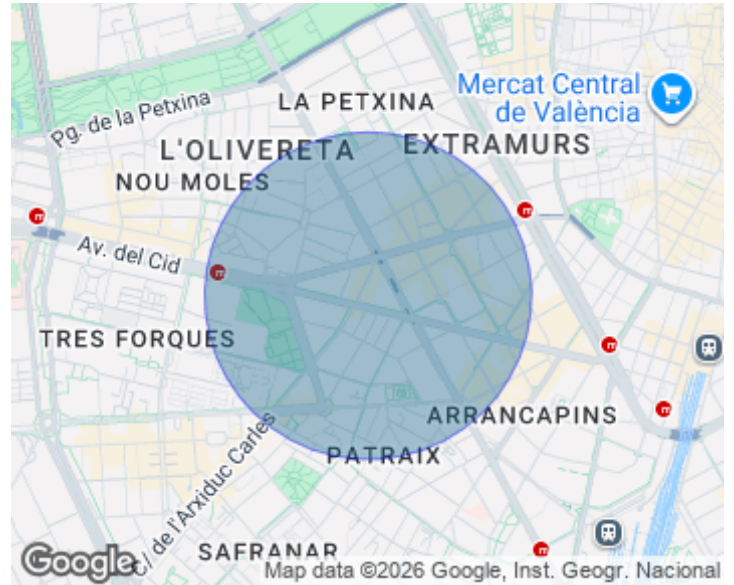 LA PETXINA
Mercat Central
de València
Pg. de la Petxina
L'OLIVERETA
EXTRAMURS
NOU MOLES
Av. del Cid
TRES FORQUES
ARRANCAPINS
C/ de l'Arxiduc Carles
PATRAIX
SAFRANAR
Google
Map data ©2026 Google, Inst. Geogr. Nacional